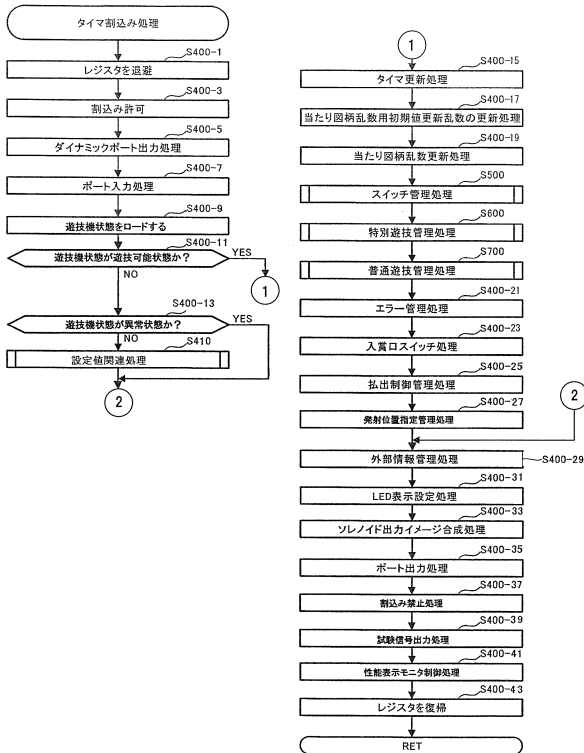 タイマ割込み処理
S400-1
レジスタを退避
S400-3
割込み許可
S400-5
ダイナミックポート出力処理
S400-7
ポート入力処理
S400-9
遊技機状態をロードする
S400-11
遊技機状態が遊技可能状態か?
YES
NO
1
S400-13
遊技機状態が異常状態か?
YES
NO
S410
設定値関連処理
2
1
S400-15
タイマ更新処理
S400-17
当たり図柄乱数用初期値更新乱数の更新処理
S400-19
当たり図柄乱数更新処理
S500
スイッチ管理処理
S600
特別遊技管理処理
S700
普通遊技管理処理
S400-21
エラー管理処理
S400-23
入賞口スイッチ処理
S400-25
払出制御管理処理
S400-27
発射位置指定管理処理
2
外部情報管理処理
S400-29
S400-31
LED表示設定処理
S400-33
ソレノイド出力イメージ合成処理
S400-35
ポート出力処理
S400-37
割込み禁止処理
S400-39
試験信号出力処理
S400-41
性能表示モニタ制御処理
S400-43
レジスタを復帰
RET